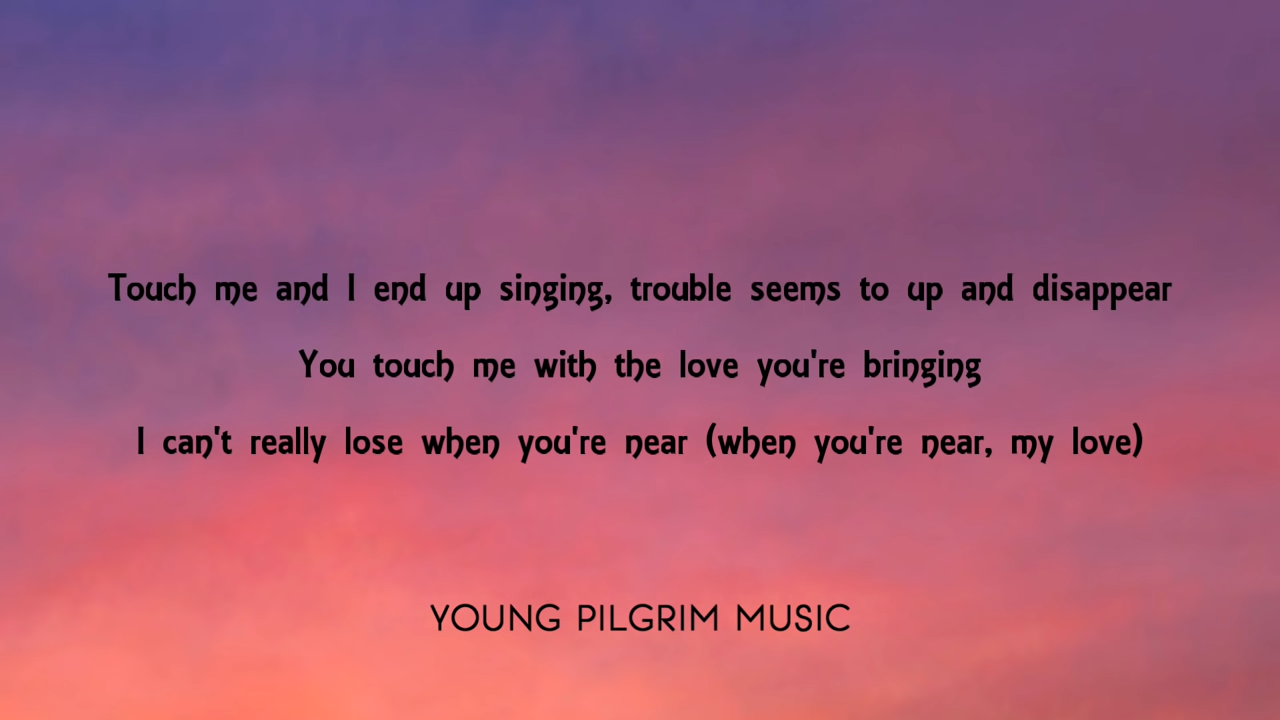 Touch me and I end up singing, trouble seems to up and disappear
You touch me with the love you're bringing
I can't really lose when you're near (when you're near, my love)
YOUNG PILGRIM MUSIC